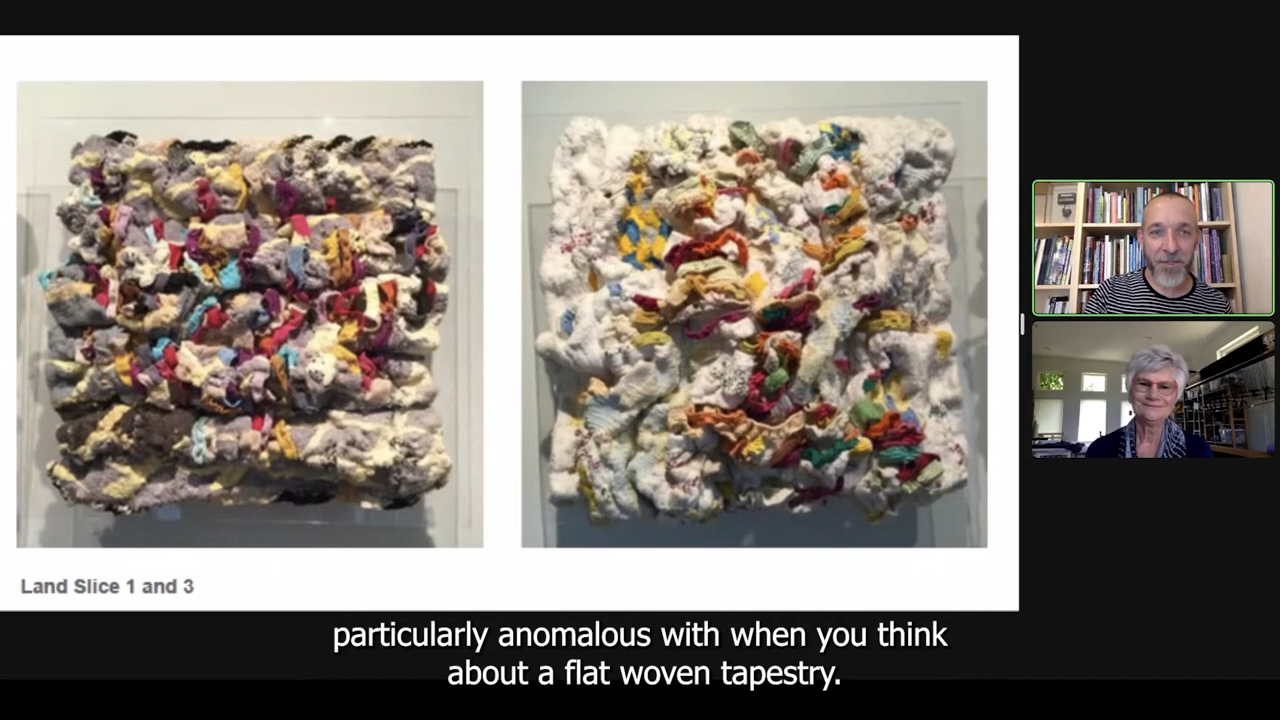 Land Slice 1 and 3
particularly anomalous with when you think
about a flat woven tapestry.